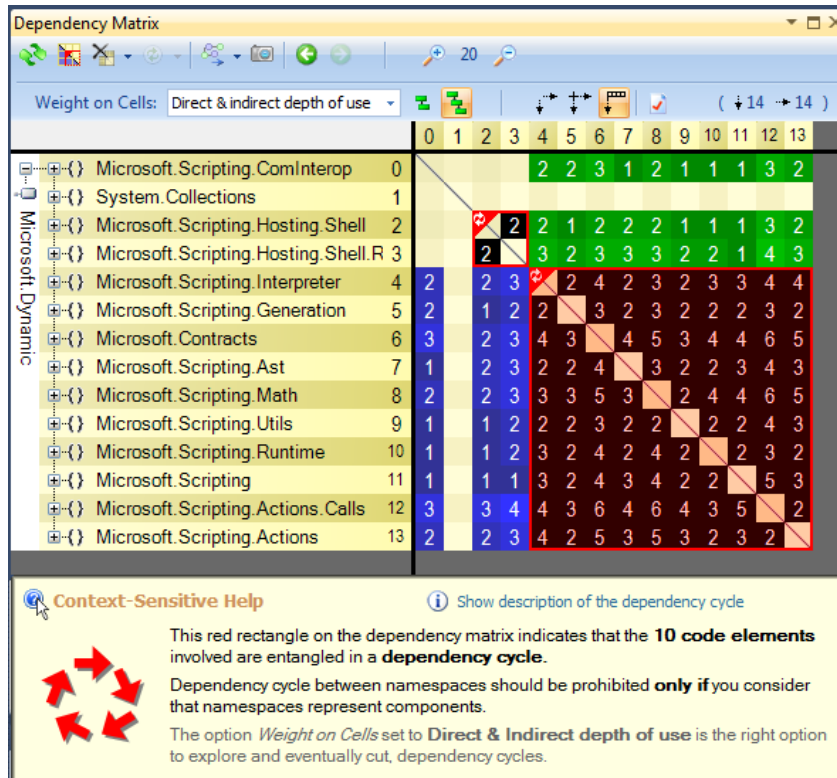 Dependency Matrix
20
Weight on Cells: Direct & indirect depth of use ( 14 14 )
0 1 2 3 4 5 6 7 8 9 10 11 12 13
Microsoft.Dynamic
{} Microsoft.Scripting.ComInterop 0 2 2 3 1 2 1 1 1 3 2
{} System.Collections 1
{} Microsoft.Scripting.Hosting.Shell 2 2 2 1 2 2 2 1 1 1 3 2
{} Microsoft.Scripting.Hosting.Shell.R 3 2 3 2 3 3 3 2 2 1 4 3
{} Microsoft.Scripting.Interpreter 4 2 2 3 2 4 2 3 2 3 3 4 4
{} Microsoft.Scripting.Generation 5 2 1 2 2 3 2 3 2 2 2 3 2
{} Microsoft.Contracts 6 3 2 3 4 3 4 5 3 4 4 6 5
{} Microsoft.Scripting.Ast 7 1 2 3 2 2 4 3 2 2 3 4 3
{} Microsoft.Scripting.Math 8 2 2 3 3 3 5 3 2 4 4 6 5
{} Microsoft.Scripting.Utils 9 1 1 2 2 2 3 2 2 2 2 4 3
{} Microsoft.Scripting.Runtime 10 1 1 2 3 2 4 2 4 2 2 3 2
{} Microsoft.Scripting 11 1 1 1 3 2 4 3 4 2 2 5 3
{} Microsoft.Scripting.Actions.Calls 12 3 3 4 4 3 6 4 6 4 3 5 2
{} Microsoft.Scripting.Actions 13 2 2 3 4 2 5 3 5 3 2 3 2
Context-Sensitive Help
Show description of the dependency cycle
This red rectangle on the dependency matrix indicates that the 10 code elements
involved are entangled in a dependency cycle.
Dependency cycle between namespaces should be prohibited only if you consider
that namespaces represent components.
The option Weight on Cells set to Direct & Indirect depth of use is the right option
to explore and eventually cut, dependency cycles.